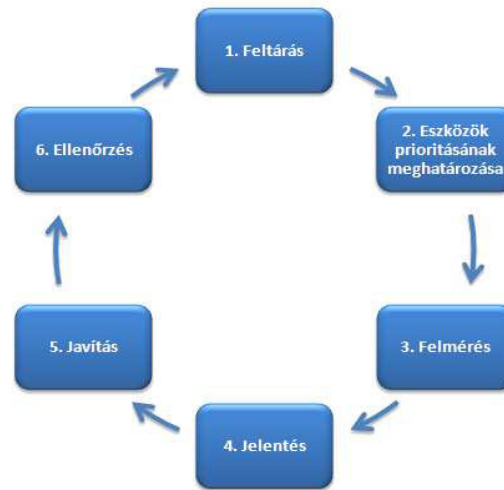 1. Feltárás
2. Eszközök
prioritásának
meghatározása
3. Felmérés
4. Jelentés
5. Javítás
6. Ellenőrzés